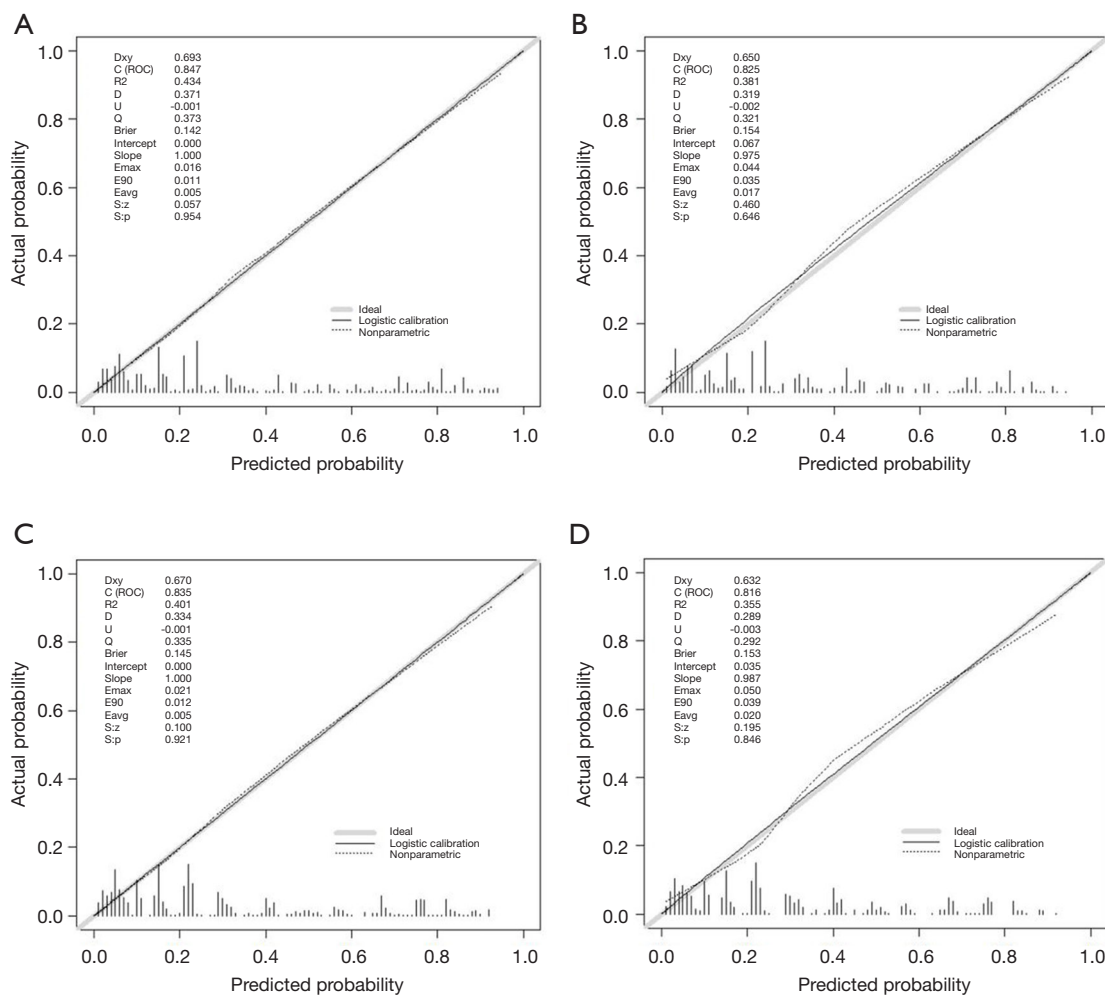 A
Dxy 0.693
C (ROC) 0.847
R2 0.434
D 0.371
U -0.001
Q 0.373
Brier 0.142
Intercept 0.000
Slope 1.000
Emax 0.016
E90 0.011
Eavg 0.005
S:z 0.057
S:p 0.954
Actual probability
1.0
0.8
0.6
0.4
0.2
0.0
Ideal
Logistic calibration
Nonparametric
0.0 0.2 0.4 0.6 0.8 1.0
Predicted probability
B
Dxy 0.650
C (ROC) 0.825
R2 0.381
D 0.319
U -0.002
Q 0.321
Brier 0.154
Intercept 0.067
Slope 0.975
Emax 0.044
E90 0.035
Eavg 0.017
S:z 0.460
S:p 0.646
Actual probability
1.0
0.8
0.6
0.4
0.2
0.0
Ideal
Logistic calibration
Nonparametric
0.0 0.2 0.4 0.6 0.8 1.0
Predicted probability
C
Dxy 0.670
C (ROC) 0.835
R2 0.401
D 0.334
U -0.001
Q 0.335
Brier 0.145
Intercept 0.000
Slope 1.000
Emax 0.021
E90 0.012
Eavg 0.005
S:z 0.100
S:p 0.921
Actual probability
1.0
0.8
0.6
0.4
0.2
0.0
Ideal
Logistic calibration
Nonparametric
0.0 0.2 0.4 0.6 0.8 1.0
Predicted probability
D
Dxy 0.632
C (ROC) 0.816
R2 0.355
D 0.289
U -0.003
Q 0.292
Brier 0.153
Intercept 0.035
Slope 0.987
Emax 0.050
E90 0.039
Eavg 0.020
S:z 0.195
S:p 0.846
Actual probability
1.0
0.8
0.6
0.4
0.2
0.0
Ideal
Logistic calibration
Nonparametric
0.0 0.2 0.4 0.6 0.8 1.0
Predicted probability